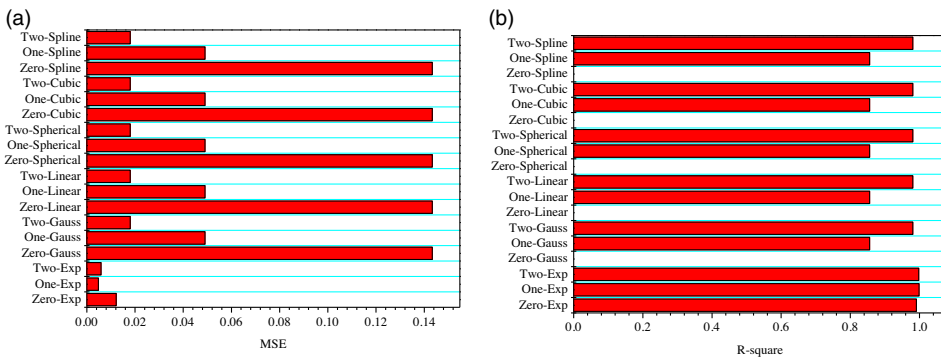 (a)
Two-Spline
One-Spline
Zero-Spline
Two-Cubic
One-Cubic
Zero-Cubic
Two-Spherical
One-Spherical
Zero-Spherical
Two-Linear
One-Linear
Zero-Linear
Two-Gauss
One-Gauss
Zero-Gauss
Two-Exp
One-Exp
Zero-Exp
0.00 0.02 0.04 0.06 0.08 0.10 0.12 0.14
MSE
(b)
Two-Spline
One-Spline
Zero-Spline
Two-Cubic
One-Cubic
Zero-Cubic
Two-Spherical
One-Spherical
Zero-Spherical
Two-Linear
One-Linear
Zero-Linear
Two-Gauss
One-Gauss
Zero-Gauss
Two-Exp
One-Exp
Zero-Exp
0.0 0.2 0.4 0.6 0.8 1.0
R-square